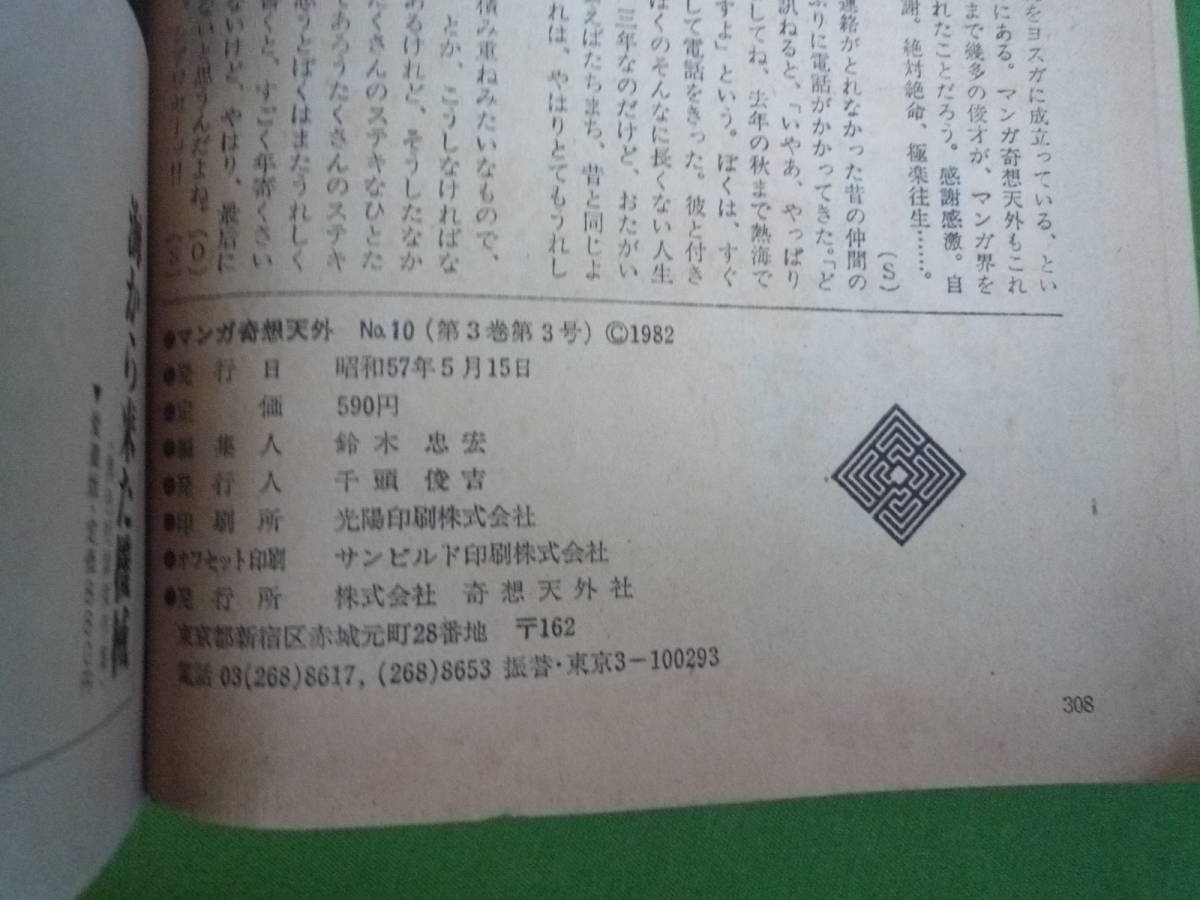 をヨスガに成立っている、とい
にある。マンガ奇想天外もこれ
まで幾多の俊才が、マンガ界を
れたことだろう。感謝感激。自
謝。絶対絶命、極楽往生……。
(S)
連絡がとれなかった昔の仲間の
ぶりに電話がかかってきた。「ど
訊ねると、「いやあ、やっぱり
してね、去年の秋まで熱海で
すよ」という。ぼくは、すぐ
して電話をきった。彼と付き
ぼくのそんなに長くない人生
三年なのだけど、おたがい
えばたちまち、昔と同じよ
れは、やはりとてもうれし
積み重ねみたいなもので、
とか、こうしなければな
あるけれど、そうしたなか
たくさんのステキなひとた
であろうたくさんのステキ
思うとぼくはまたうれしく
書くと、すごく年寄くさい
ないけど、やはり、最后に
ないと思うんだよね。(O)
(S)
●マンガ奇想天外 No.10(第3巻第3号)©1982
●発行日 昭和57年5月15日
●定価 590円
●編集人 鈴木忠宏
●発行人 千頭俊吉
●印刷所 光陽印刷株式会社
●オフセット印刷 サンビルド印刷株式会社
●発行所 株式会社 奇想天外社
東京都新宿区赤城元町28番地 〒162
電話 03(268)8617, (268)8653 振替・東京3-100293
308
から来た機械